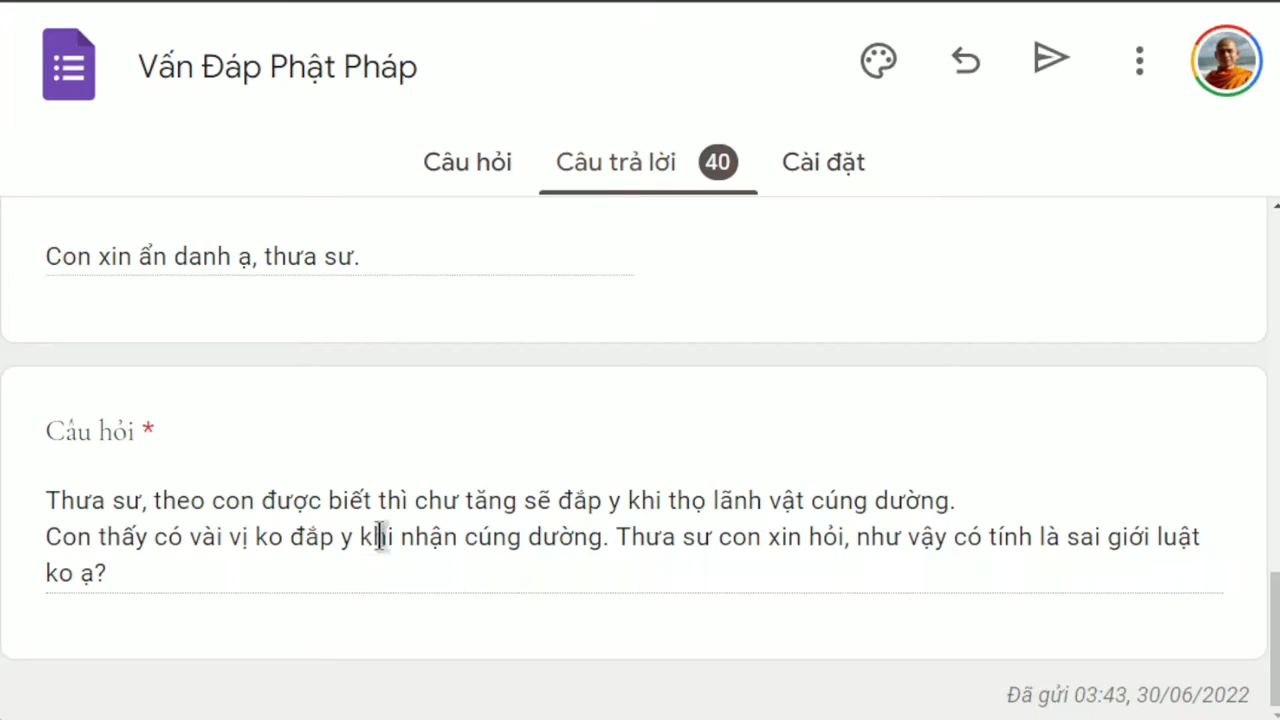 Vấn Đáp Phật Pháp
Câu hỏi
Câu trả lời 40
Cài đặt
Con xin ẩn danh ạ, thưa sư.
Câu hỏi *
Thưa sư, theo con được biết thì chư tăng sẽ đắp y khi thọ lãnh vật cúng dường.
Con thấy có vài vị ko đắp y khi nhận cúng dường. Thưa sư con xin hỏi, như vậy có tính là sai giới luật
ko ạ?
Đã gửi 03:43, 30/06/2022